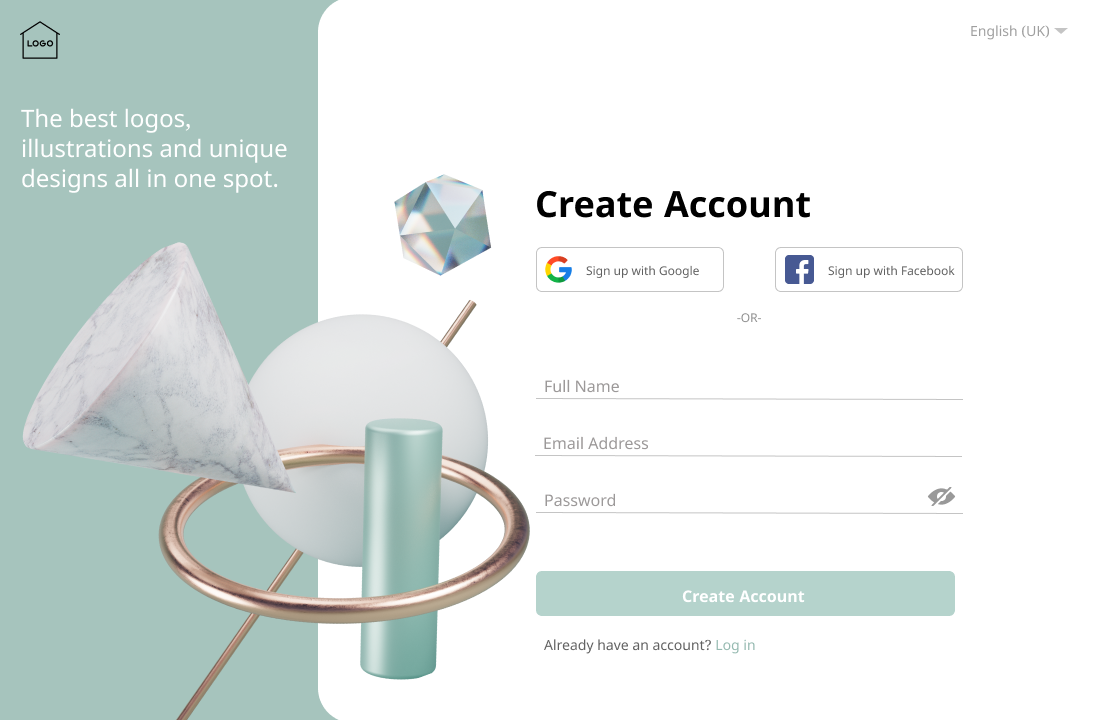 LOGO
English (UK)
The best logos,
illustrations and unique
designs all in one spot.
Create Account
Sign up with Google
Sign up with Facebook
-OR-
Full Name
Email Address
Password
Create Account
Already have an account? Log in